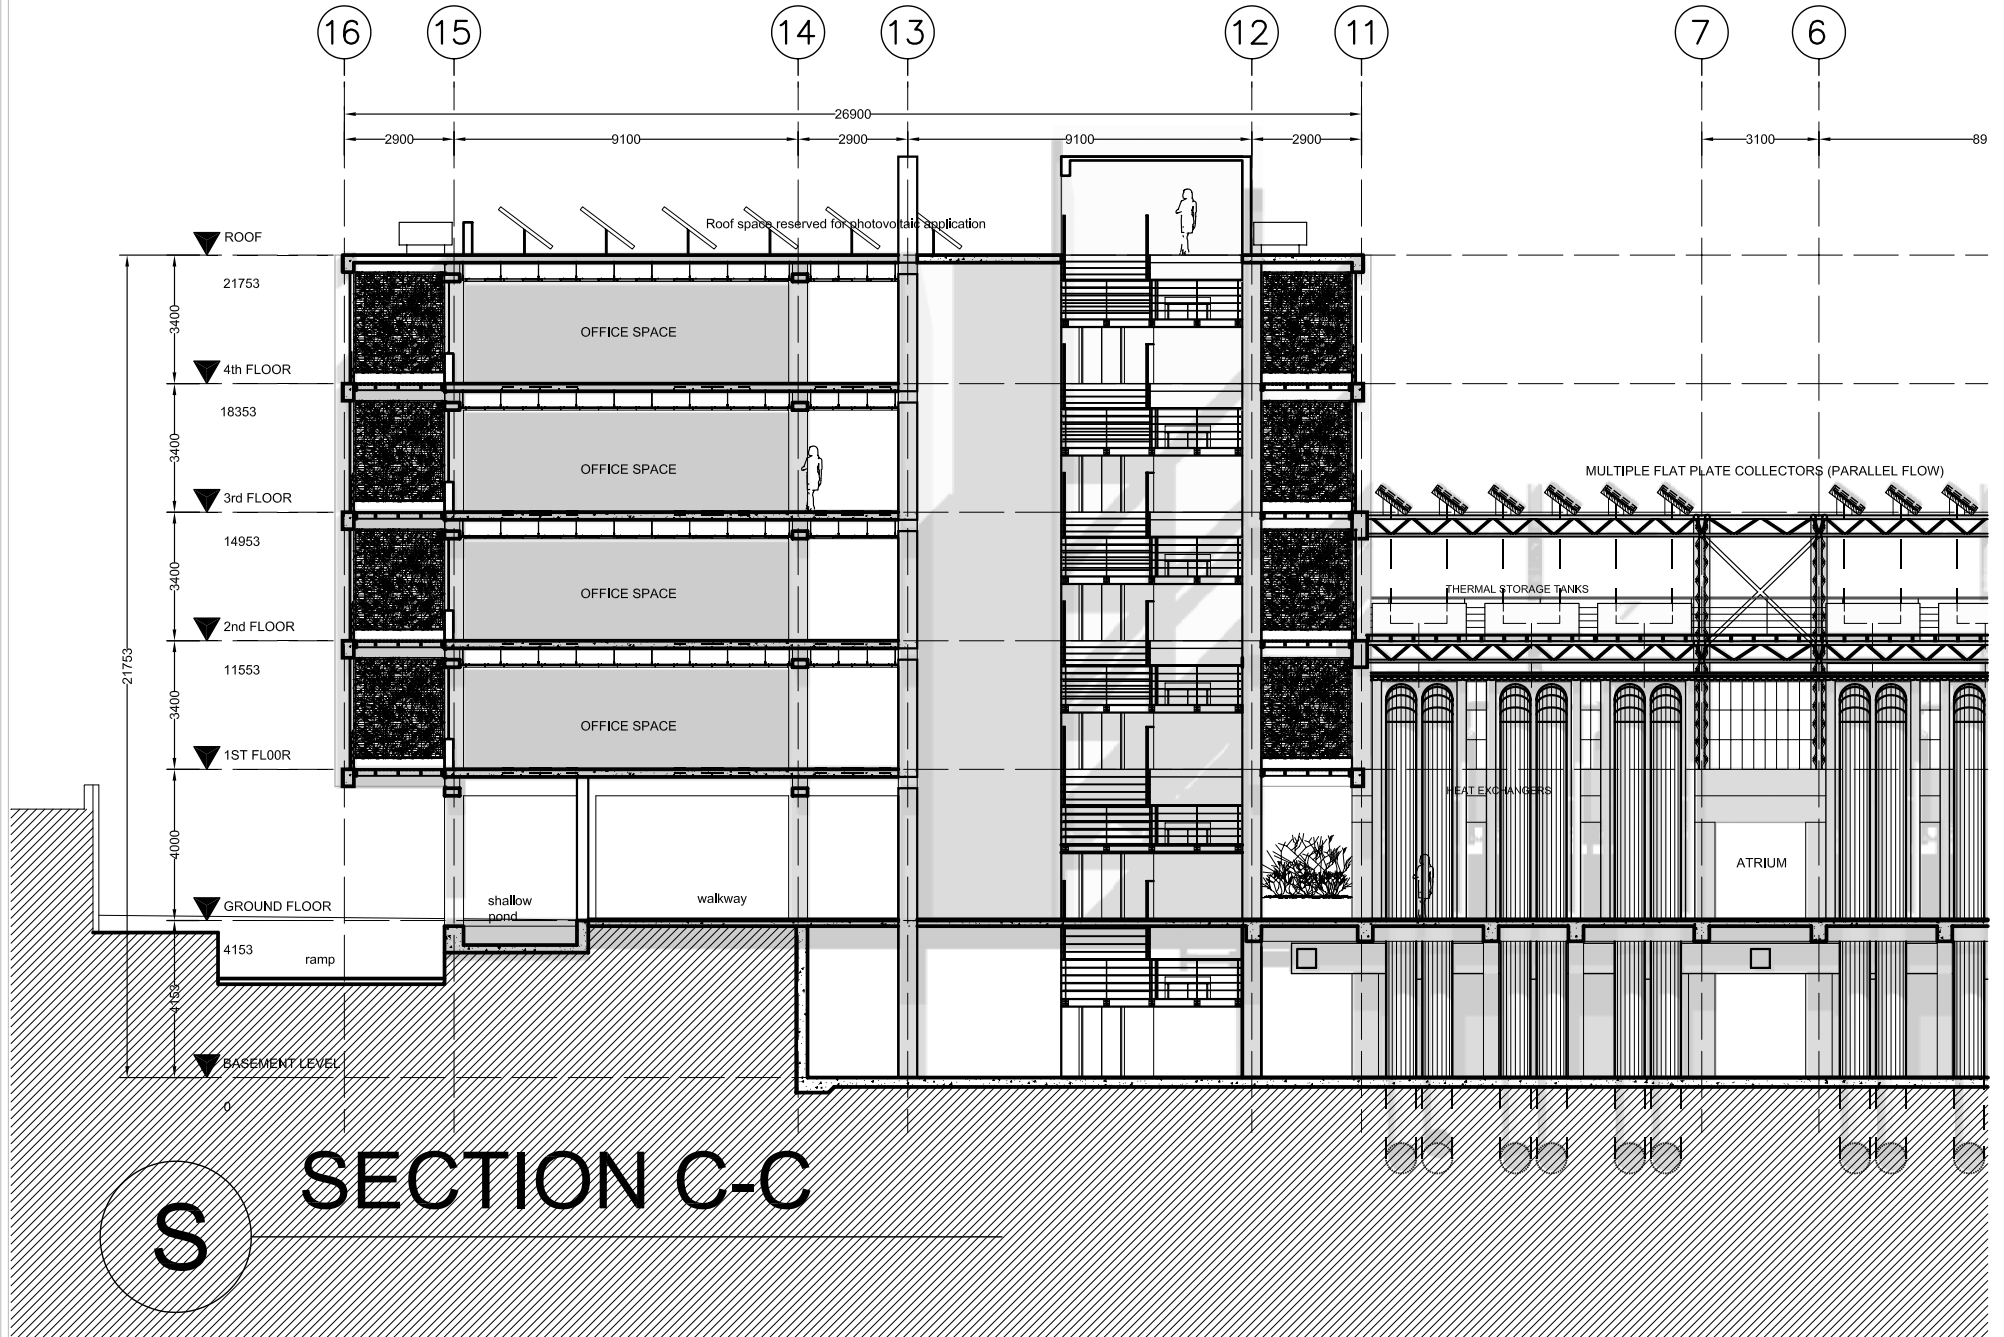 16 15 14 13 12 11 7 6
26900
2900 9100 2900 9100 2900 3100 89
Roof space reserved for photovoltaic application
ROOF
21753
3400
OFFICE SPACE
4th FLOOR
18353
3400
OFFICE SPACE
MULTIPLE FLAT PLATE COLLECTORS (PARALLEL FLOW)
3rd FLOOR
14953
3400
OFFICE SPACE
THERMAL STORAGE TANKS
2nd FLOOR
11553
21753
3400
OFFICE SPACE
1ST FL00R
HEAT EXCHANGERS
4000
ATRIUM
GROUND FLOOR
shallow
pond
walkway
4153
ramp
4153
BASEMENT LEVEL
0
SECTION C-C
S